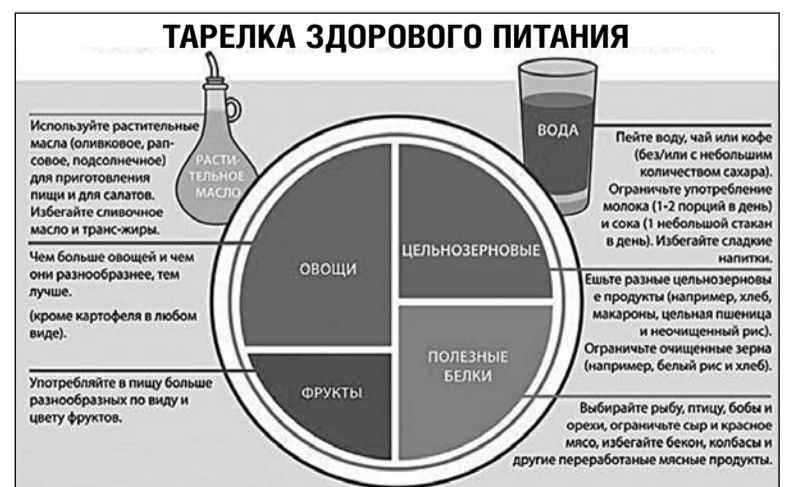 ТАРЕЛКА ЗДОРОВОГО ПИТАНИЯ
Используйте растительные
масла (оливковое, рап-
совое, подсолнечное)
для приготовления
пищи и для салатов.
Избегайте сливочное
масло и транс-жиры.
РАСТИ-
ТЕЛЬНОЕ
МАСЛО
ВОДА
Пейте воду, чай или кофе
(без/или с небольшим
количеством сахара).
Ограничьте употребление
молока (1-2 порций в день)
и сока (1 небольшой стакан
в день). Избегайте сладкие
напитки.
Чем больше овощей и чем
они разнообразнее, тем
лучше.
(кроме картофеля в любом
виде).
ОВОЩИ
ЦЕЛЬНОЗЕРНОВЫЕ
Ешьте разные цельнозерновы
е продукты (например, хлеб,
макароны, цельная пшеница
и неочищенный рис).
Ограничьте очищенные зерна
(например, белый рис и хлеб).
Употребляйте в пищу больше
разнообразных по виду и
цвету фруктов.
ФРУКТЫ
ПОЛЕЗНЫЕ
БЕЛКИ
Выбирайте рыбу, птицу, бобы и
орехи, ограничьте сыр и красное
мясо, избегайте бекон, колбасы и
другие переработаные мясные продукты.